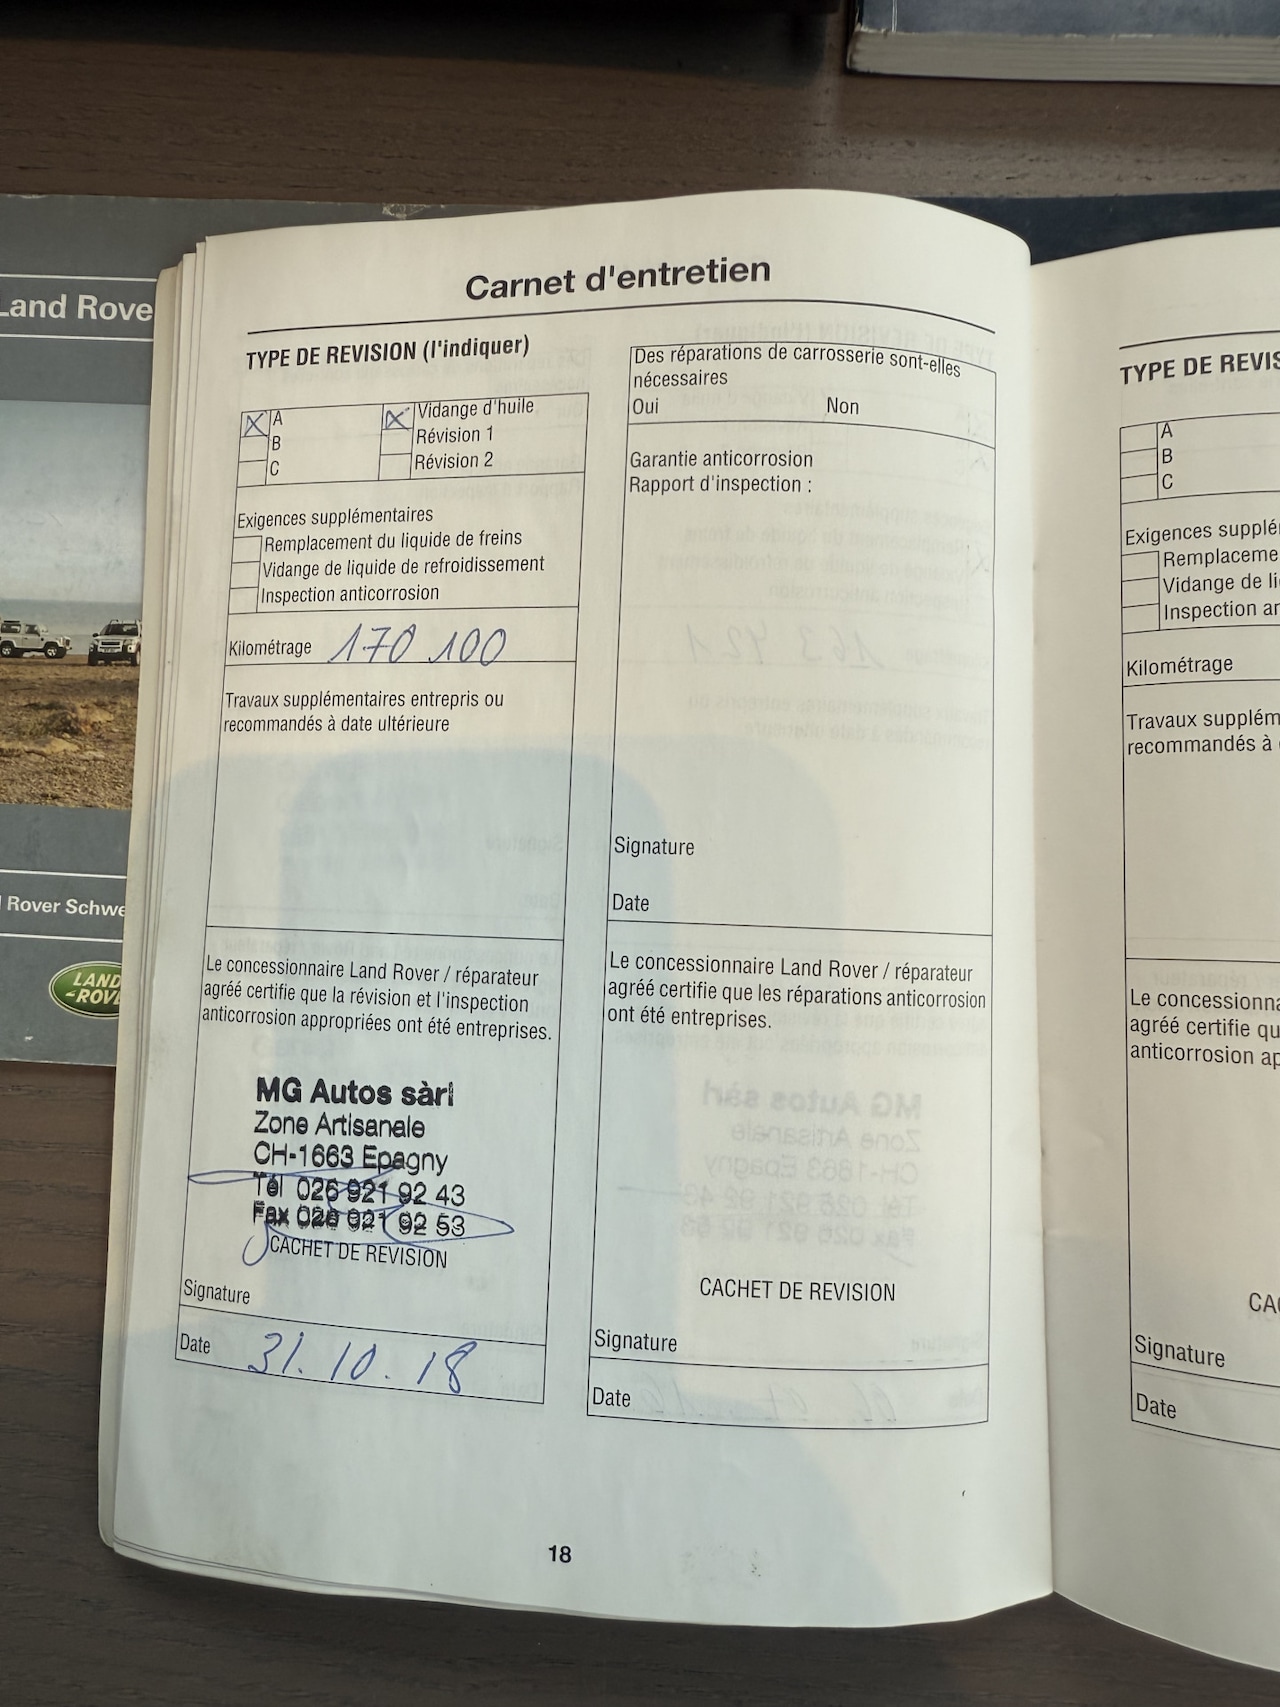 Land Rove
Rover Schwe
LAND
ROV
Carnet d'entretien
TYPE DE REVISION (l'indiquer)
A
B
C
Vidange d'huile
Révision 1
Révision 2
Exigences supplémentaires
Remplacement du liquide de freins
Vidange de liquide de refroidissement
Inspection anticorrosion
Kilométrage 170 100
Travaux supplémentaires entrepris ou
recommandés à date ultérieure
Le concessionnaire Land Rover / réparateur
agréé certifie que la révision et l'inspection
anticorrosion appropriées ont été entreprises.
MG Autos sàrl
Zone Artisanale
CH-1663 Epagny
Tél 026 921 92 43
Fax 026 921 92 53
CACHET DE REVISION
Signature
Date 31.10.18
Des réparations de carrosserie sont-elles
nécessaires
Oui Non
Garantie anticorrosion
Rapport d'inspection :
Signature
Date
Le concessionnaire Land Rover / réparateur
agréé certifie que les réparations anticorrosion
ont été entreprises.
CACHET DE REVISION
Signature
Date
18
TYPE DE REVIS
A
B
C
Exigences supplé
Remplaceme
Vidange de li
Inspection an
Kilométrage
Travaux supplém
recommandés à
Le concessionna
agréé certifie qu
anticorrosion ap
CA
Signature
Date